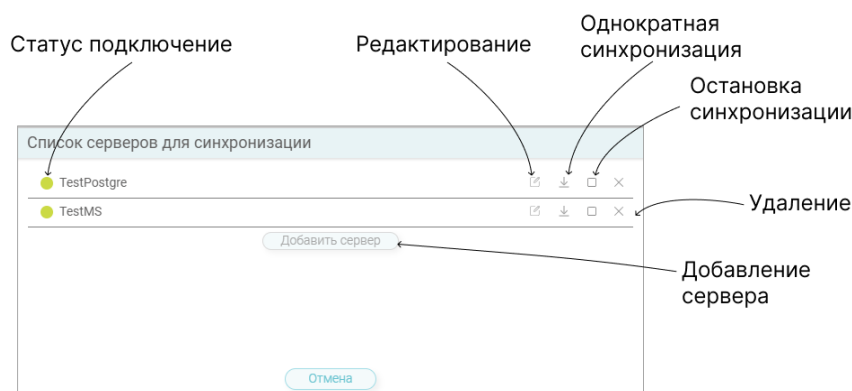 Статус подключение
Редактирование
Однократная
синхронизация
Остановка
синхронизации
Список серверов для синхронизации
TestPostgre
TestMS
Удаление
Добавить сервер
Добавление
сервера
Отмена